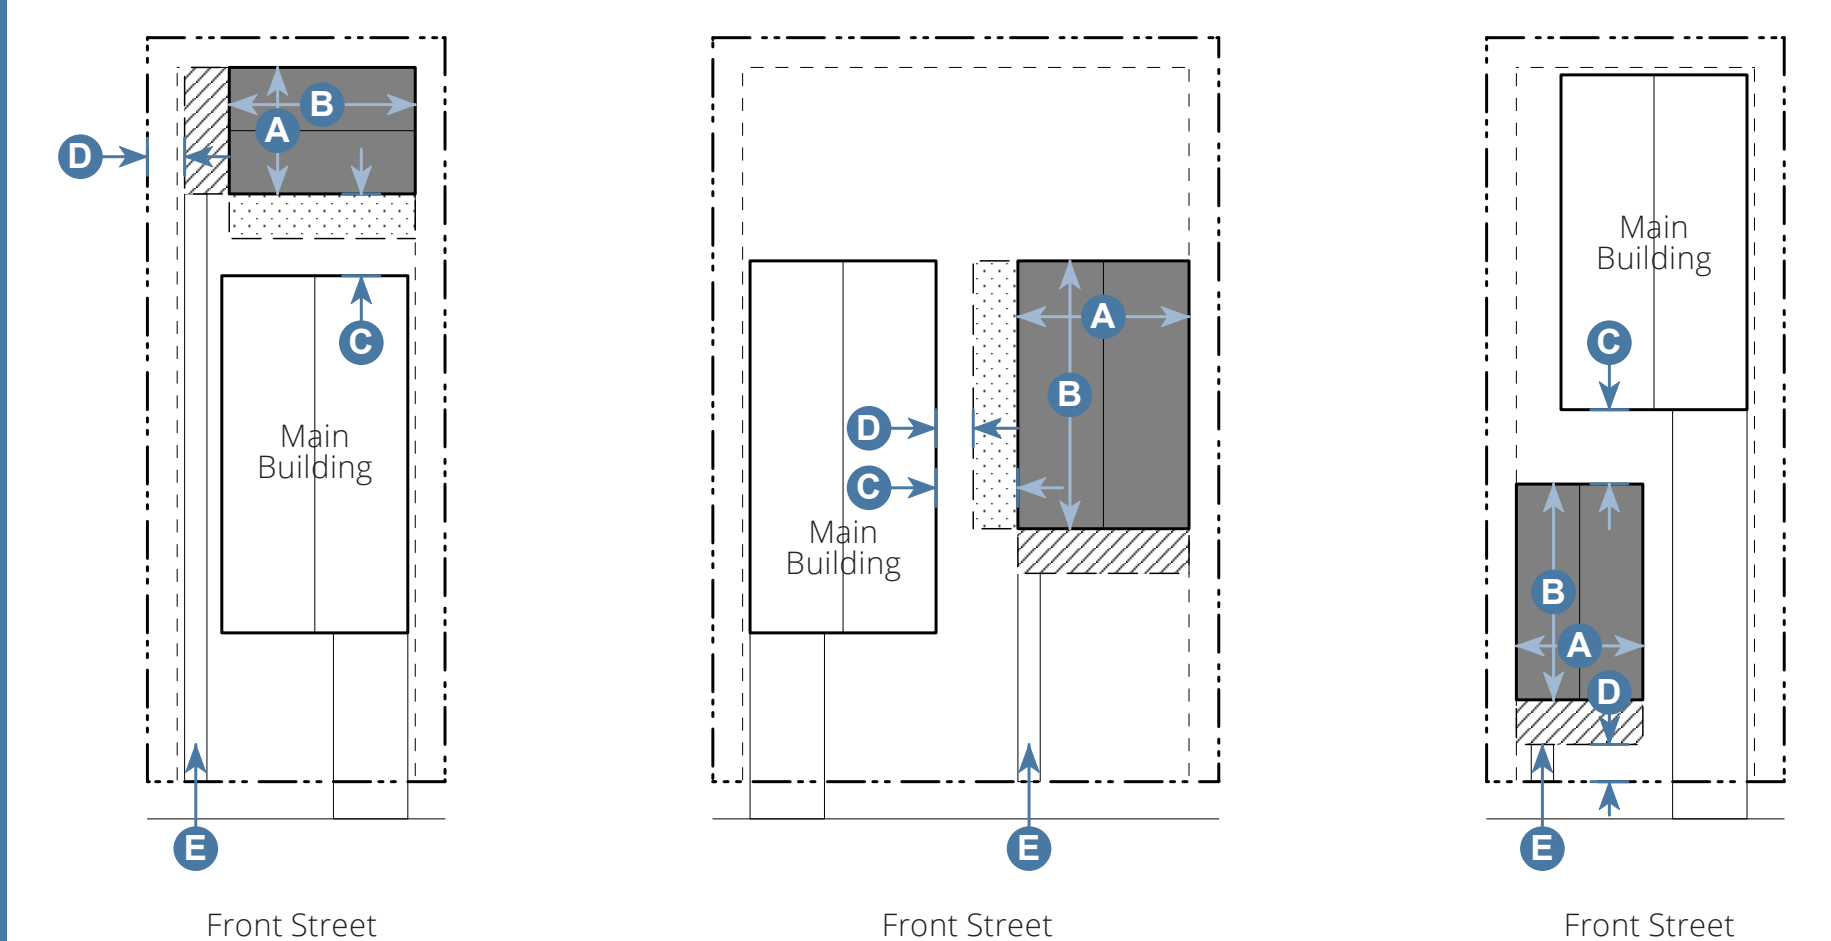 B
A
D
C
Main
Building
E
Front Street
A
B
D
C
Main
Building
E
Front Street
Main
Building
C
B
A
D
E
Front Street